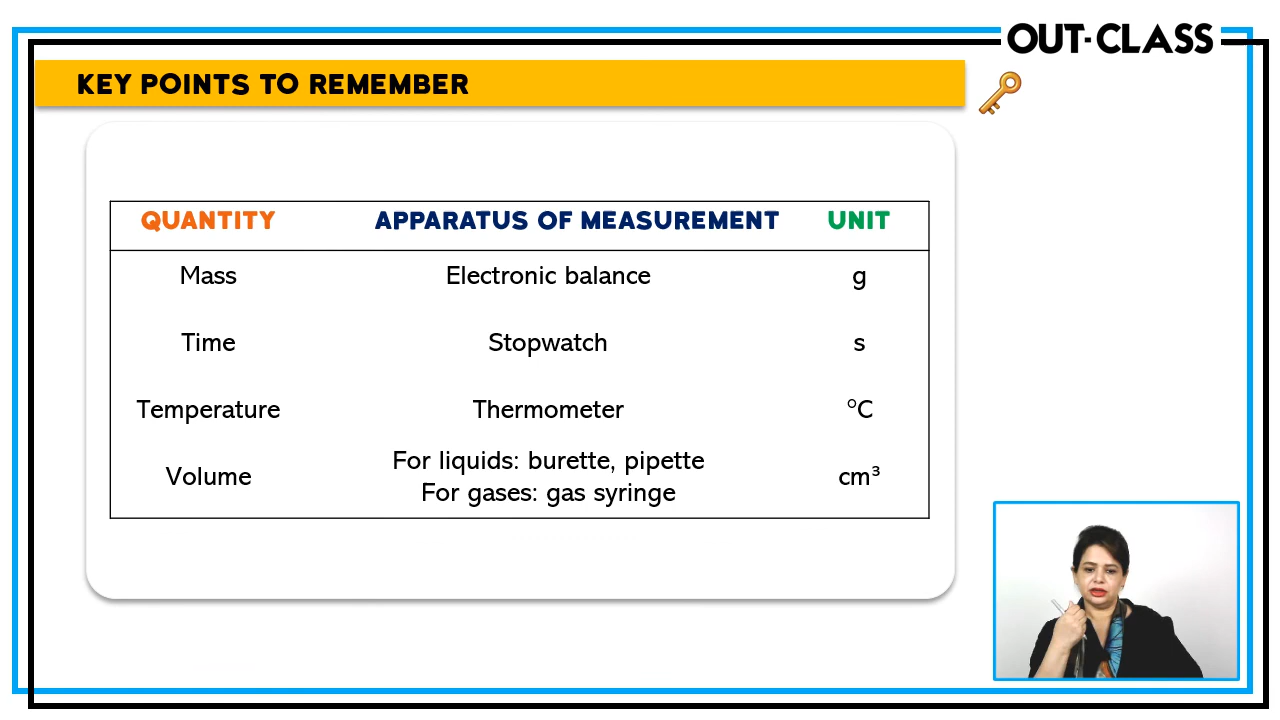 OUT-CLASS
KEY POINTS TO REMEMBER
QUANTITY APPARATUS OF MEASUREMENT UNIT
Mass Electronic balance g
Time Stopwatch s
Temperature Thermometer °C
For liquids: burette, pipette
Volume cm³
For gases: gas syringe